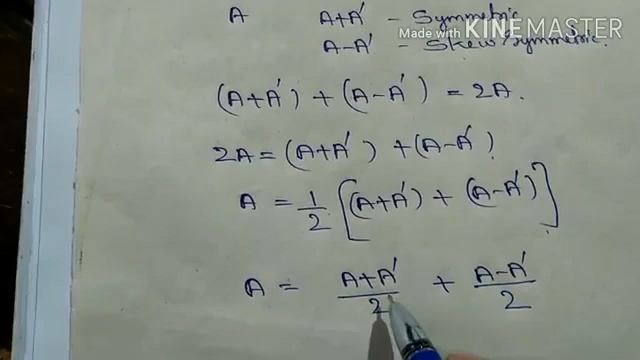 A A+A' - Symmetric
Made with KINEMASTER
A-A' - Skew symmetric.
(A+A') + (A-A') = 2A.
2A = (A+A') + (A-A')
A = 1/2 [(A+A') + (A-A')]
A = A+A'/2 + A-A'/2